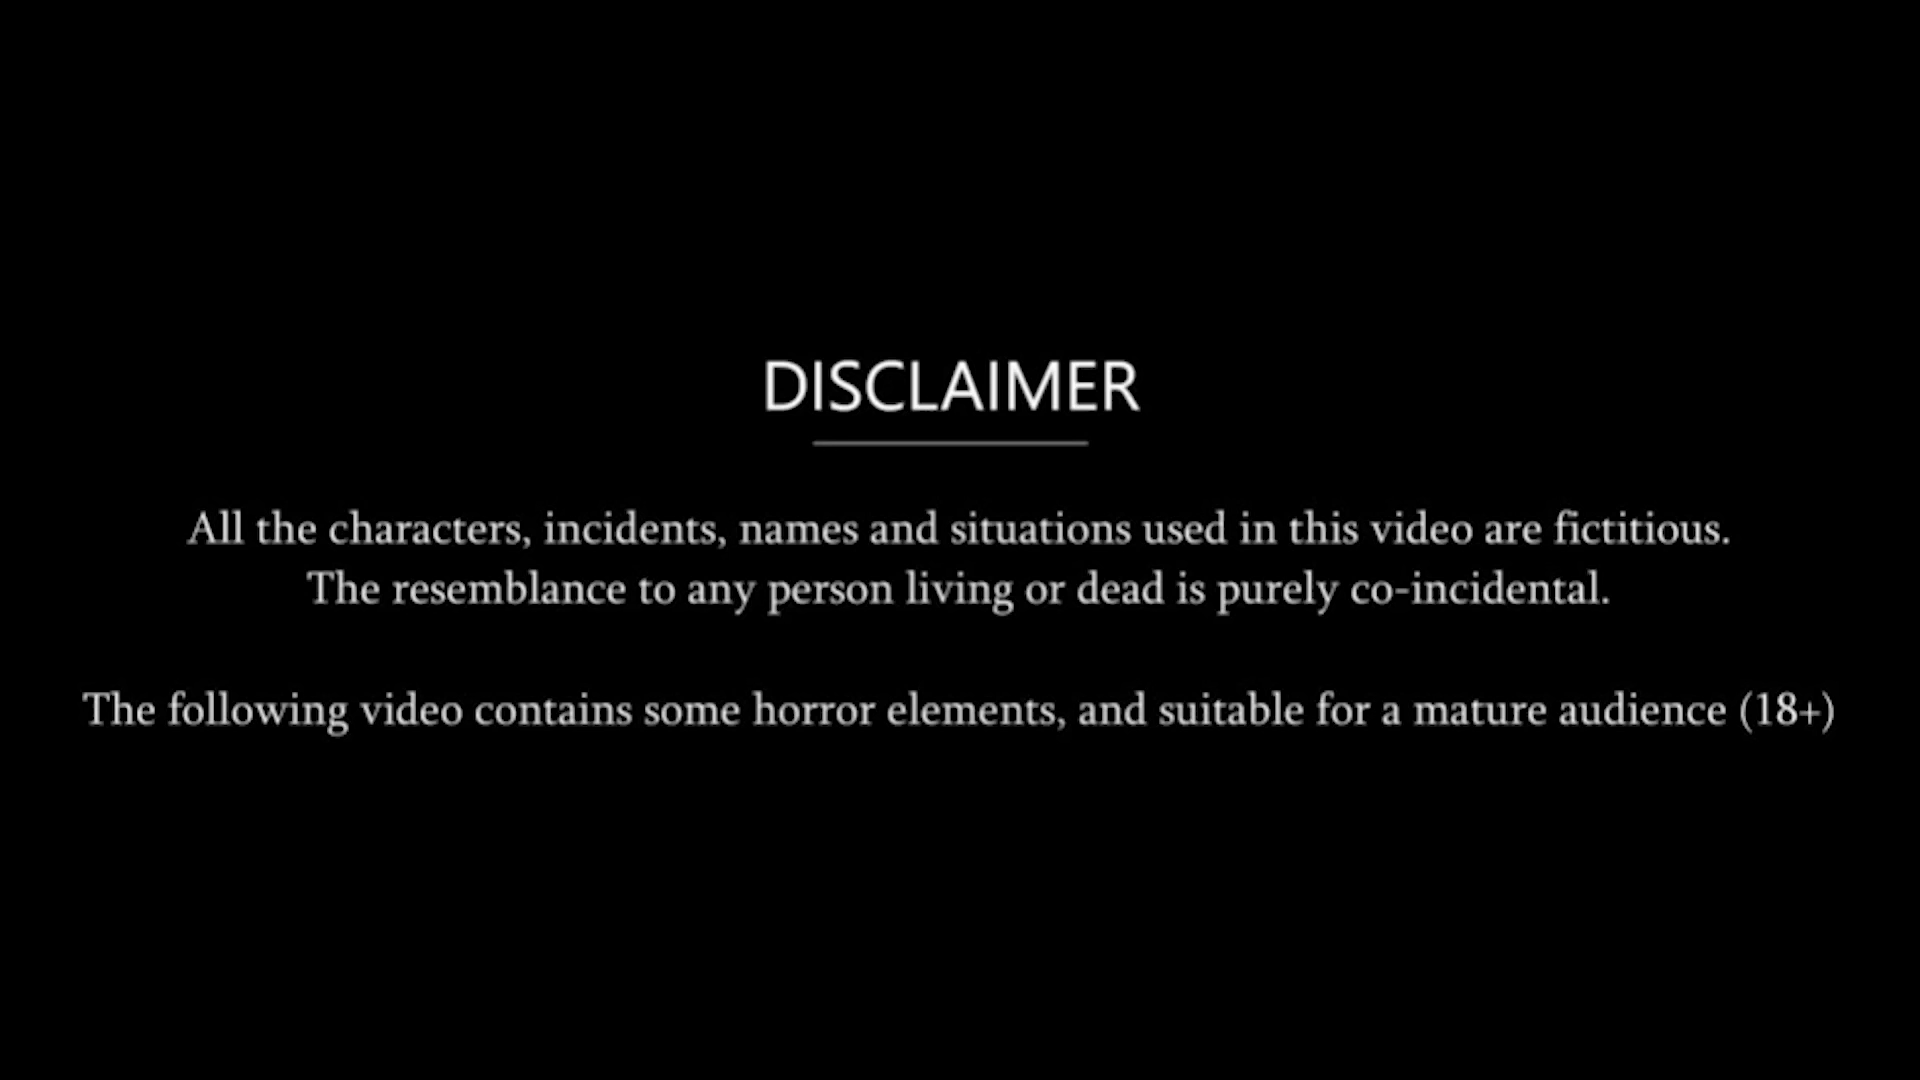 DISCLAIMER
All the characters, incidents, names and situations used in this video are fictitious.
The resemblance to any person living or dead is purely co-incidental.
The following video contains some horror elements, and suitable for a mature audience (18+)